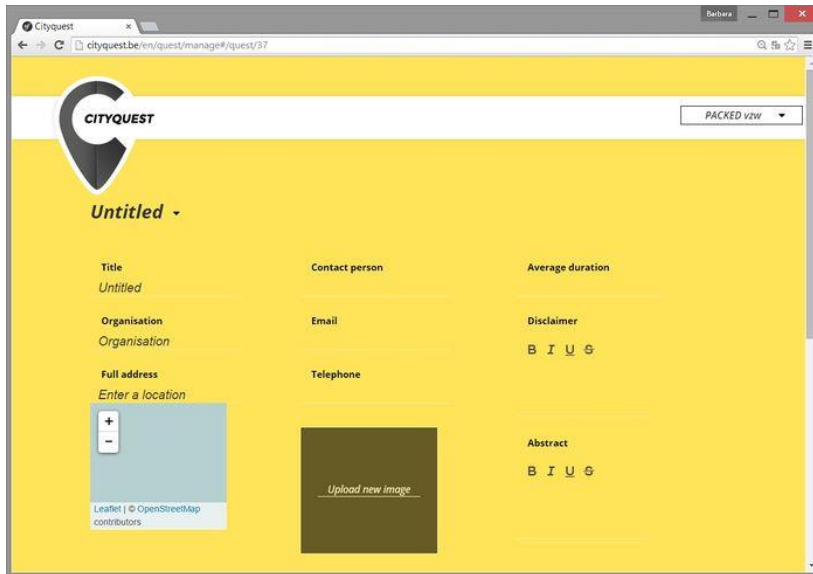 Barbara
Cityquest
cityquest.be/en/quest/manage#/quest/37
CITYQUEST
PACKED vzw
Untitled
Title
Untitled
Contact person
Average duration
Organisation
Organisation
Email
Disclaimer
B I U S
Full address
Enter a location
Telephone
+
-
Upload new image
Abstract
B I U S
Leaflet | © OpenStreetMap
contributors